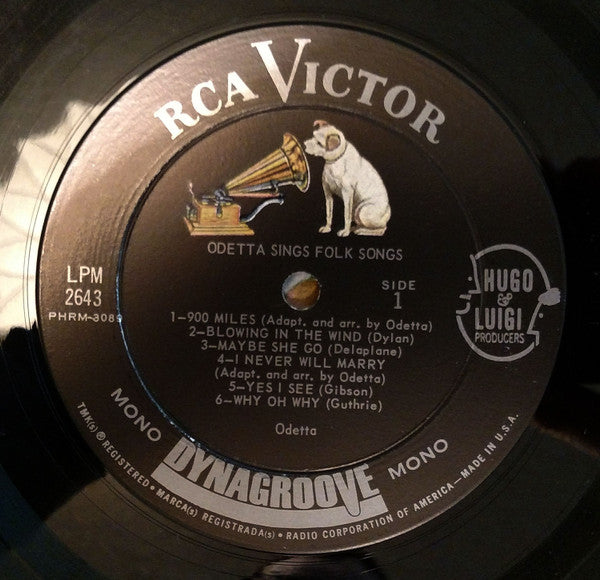 RCA VICTOR
ODETTA SINGS FOLK SONGS
LPM
2643
PHRM-3089
SIDE
1
HUGO
&
LUIGI
PRODUCERS
1-900 MILES (Adapt. and arr. by Odetta)
2-BLOWING IN THE WIND (Dylan)
3-MAYBE SHE GO (Delaplane)
4-I NEVER WILL MARRY
(Adapt. and arr. by Odetta)
5-YES I SEE (Gibson)
6-WHY OH WHY (Guthrie)
Odetta
MONO DYNAGROOVE MONO
TMK(s) ® REGISTERED • MARCA(s) REGISTRADA(s) • RADIO CORPORATION OF AMERICA—MADE IN U.S.A.